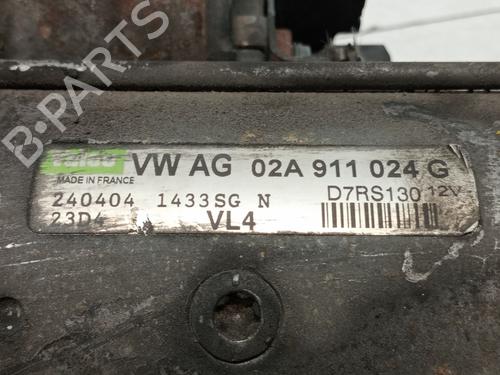 B-PARTS
Valeo VW AG 02A 911 024 G
MADE IN FRANCE
240404 1433SG N D7RS130 12V
23D4 VL4